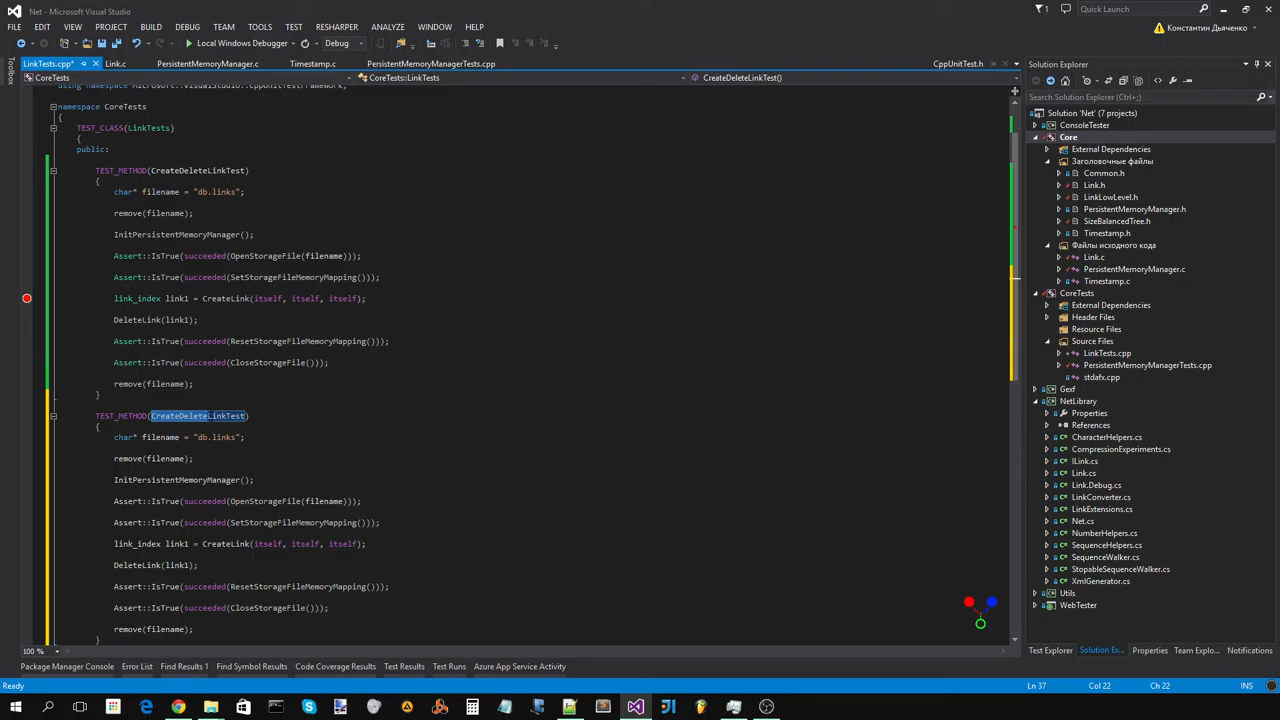 Net - Microsoft Visual Studio
1
Quick Launch
FILE EDIT VIEW PROJECT BUILD DEBUG TEAM TOOLS TEST RESHARPER ANALYZE WINDOW HELP
Константин Дьяченко
Local Windows Debugger Debug
Toolbox
LinkTests.cpp* Link.c PersistentMemoryManager.c Timestamp.c PersistentMemoryManagerTests.cpp CppUnitTest.h
CoreTests CoreTests::LinkTests CreateDeleteLinkTest()
using namespace Microsoft::VisualStudio::CppUnitTestFramework;
namespace CoreTests
{
TEST_CLASS(LinkTests)
{
public:
TEST_METHOD(CreateDeleteLinkTest)
{
char* filename = "db.links";
remove(filename);
InitPersistentMemoryManager();
Assert::IsTrue(succeeded(OpenStorageFile(filename)));
Assert::IsTrue(succeeded(SetStorageFileMemoryMapping()));
link_index link1 = CreateLink(itself, itself, itself);
DeleteLink(link1);
Assert::IsTrue(succeeded(ResetStorageFileMemoryMapping()));
Assert::IsTrue(succeeded(CloseStorageFile()));
remove(filename);
}
TEST_METHOD(CreateDeleteLinkTest)
{
char* filename = "db.links";
remove(filename);
InitPersistentMemoryManager();
Assert::IsTrue(succeeded(OpenStorageFile(filename)));
Assert::IsTrue(succeeded(SetStorageFileMemoryMapping()));
link_index link1 = CreateLink(itself, itself, itself);
DeleteLink(link1);
Assert::IsTrue(succeeded(ResetStorageFileMemoryMapping()));
Assert::IsTrue(succeeded(CloseStorageFile()));
remove(filename);
}
100 %
Solution Explorer
Search Solution Explorer (Ctrl+;)
Solution 'Net' (7 projects)
ConsoleTester
Core
External Dependencies
Заголовочные файлы
Common.h
Link.h
LinkLowLevel.h
PersistentMemoryManager.h
SizeBalancedTree.h
Timestamp.h
Файлы исходного кода
Link.c
PersistentMemoryManager.c
Timestamp.c
CoreTests
External Dependencies
Header Files
Resource Files
Source Files
LinkTests.cpp
PersistentMemoryManagerTests.cpp
stdafx.cpp
Gexf
NetLibrary
Properties
References
CharacterHelpers.cs
CompressionExperiments.cs
ILink.cs
Link.cs
Link.Debug.cs
LinkConverter.cs
LinkExtensions.cs
Net.cs
NumberHelpers.cs
SequenceHelpers.cs
SequenceWalker.cs
StopableSequenceWalker.cs
XmlGenerator.cs
Utils
WebTester
Test Explorer Solution Ex... Properties Team Explo... Notifications
Package Manager Console Error List Find Results 1 Find Symbol Results Code Coverage Results Test Results Test Runs Azure App Service Activity
Ready Ln 37 Col 22 Ch 22 INS